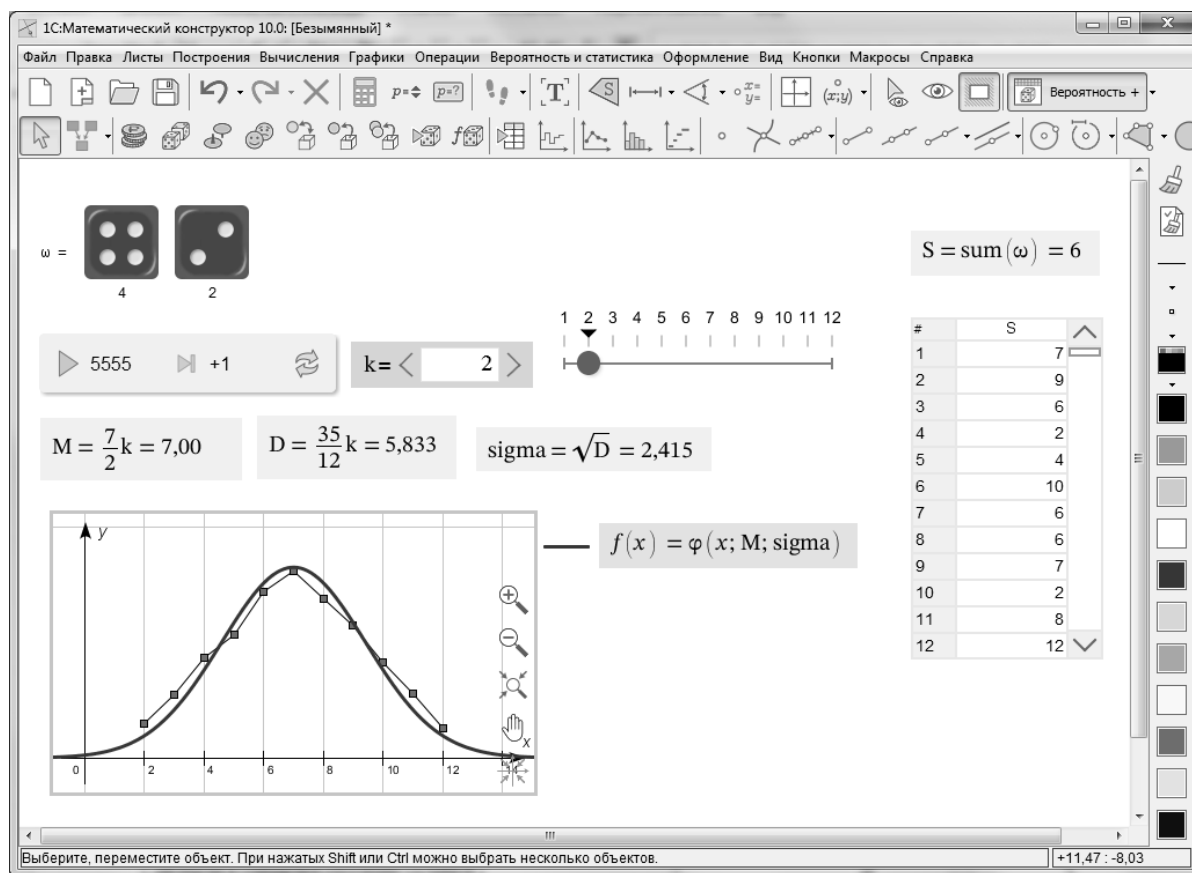 1С:Математический конструктор 10.0: [Безымянный] *
Файл Правка Листы Построения Вычисления Графики Операции Вероятность и статистика Оформление Вид Кнопки Макросы Справка
p= p=? [T] S x= y= (x;y) Вероятность +
f
ω =
4 2
S = sum(ω) = 6
1 2 3 4 5 6 7 8 9 10 11 12
5555 +1
k= < 2 >
M = 7/2 k = 7,00
D = 35/12 k = 5,833
sigma = √D = 2,415
# S
1 7
2 9
3 6
4 2
5 4
6 10
7 6
8 6
9 7
10 2
11 8
12 12
f(x) = φ(x; M; sigma)
y
x
0 2 4 6 8 10 12 14
Выберите, переместите объект. При нажатых Shift или Ctrl можно выбрать несколько объектов.
+11,47 : -8,03